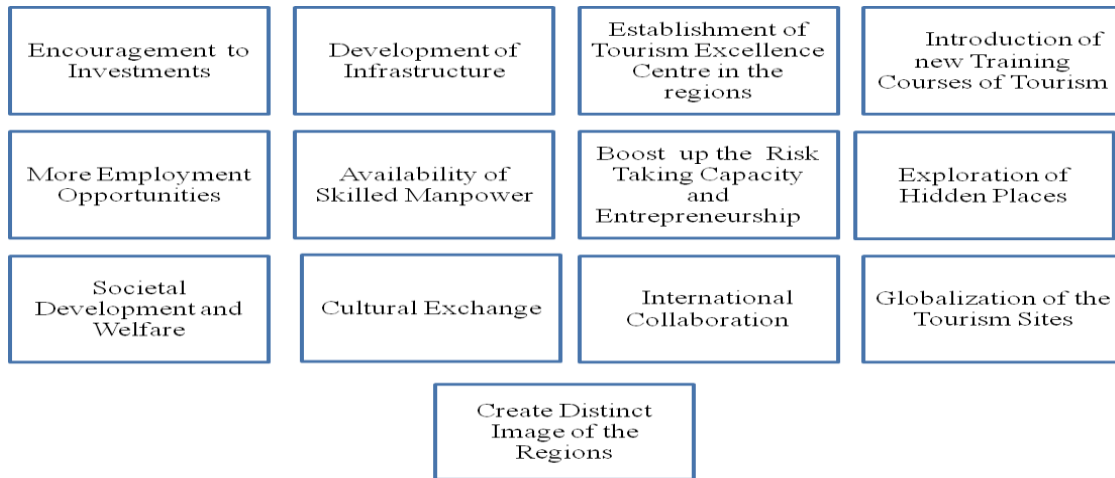 Encouragement to
Investments
Development of
Infrastructure
Establishment of
Tourism Excellence
Centre in the
regions
Introduction of
new Training
Courses of Tourism
More Employment
Opportunities
Availability of
Skilled Manpower
Boost up the Risk
Taking Capacity
and
Entrepreneurship
Exploration of
Hidden Places
Societal
Development and
Welfare
Cultural Exchange
International
Collaboration
Globalization of the
Tourism Sites
Create Distinct
Image of the
Regions